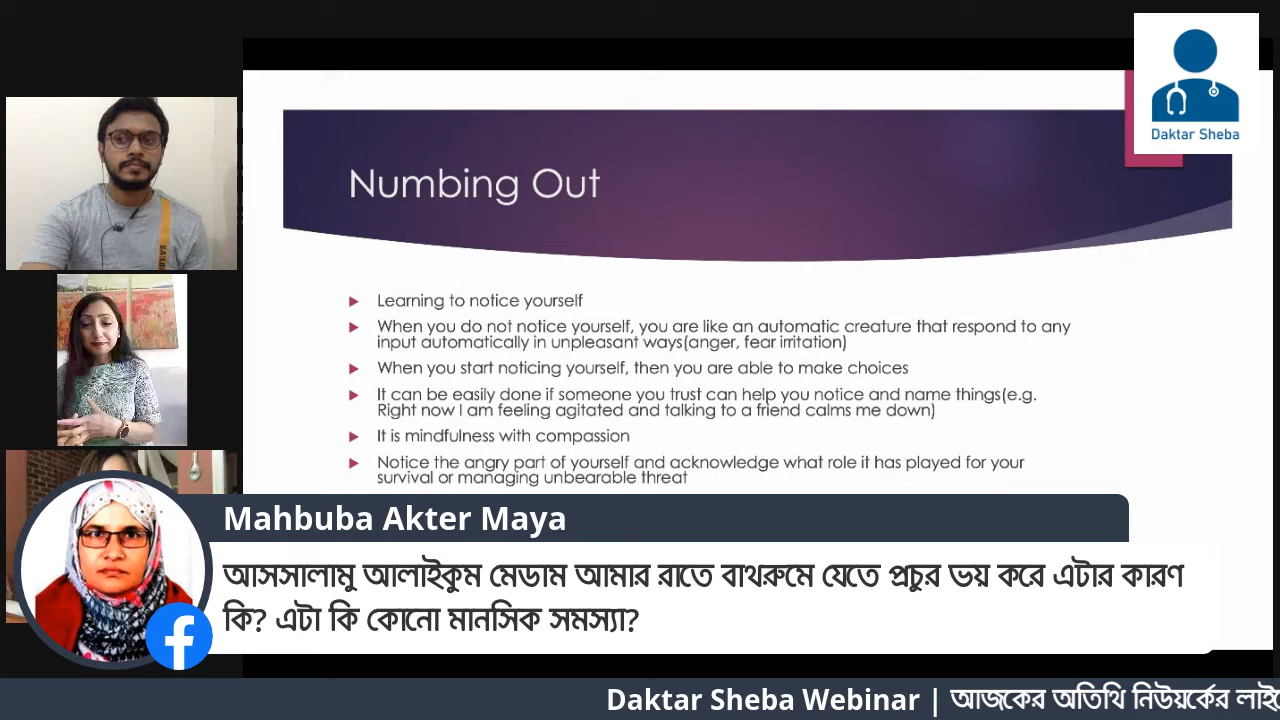 Daktar Sheba
Numbing Out
Learning to notice yourself
When you do not notice yourself, you are like an automatic creature that respond to any
input automatically in unpleasant ways(anger, fear irritation)
When you start noticing yourself, then you are able to make choices
It can be easily done if someone you trust can help you notice and name things(e.g.
Right now I am feeling agitated and talking to a friend calms me down)
It is mindfulness with compassion
Notice the angry part of yourself and acknowledge what role it has played for your
survival or managing unbearable threat
Mahbuba Akter Maya
আসসালামু আলাইকুম মেডাম আমার রাতে বাথরুমে যেতে প্রচুর ভয় করে এটার কারণ
কি? এটা কি কোনো মানসিক সমস্যা?
Daktar Sheba Webinar | আজকের অতিথি নিউয়র্কের